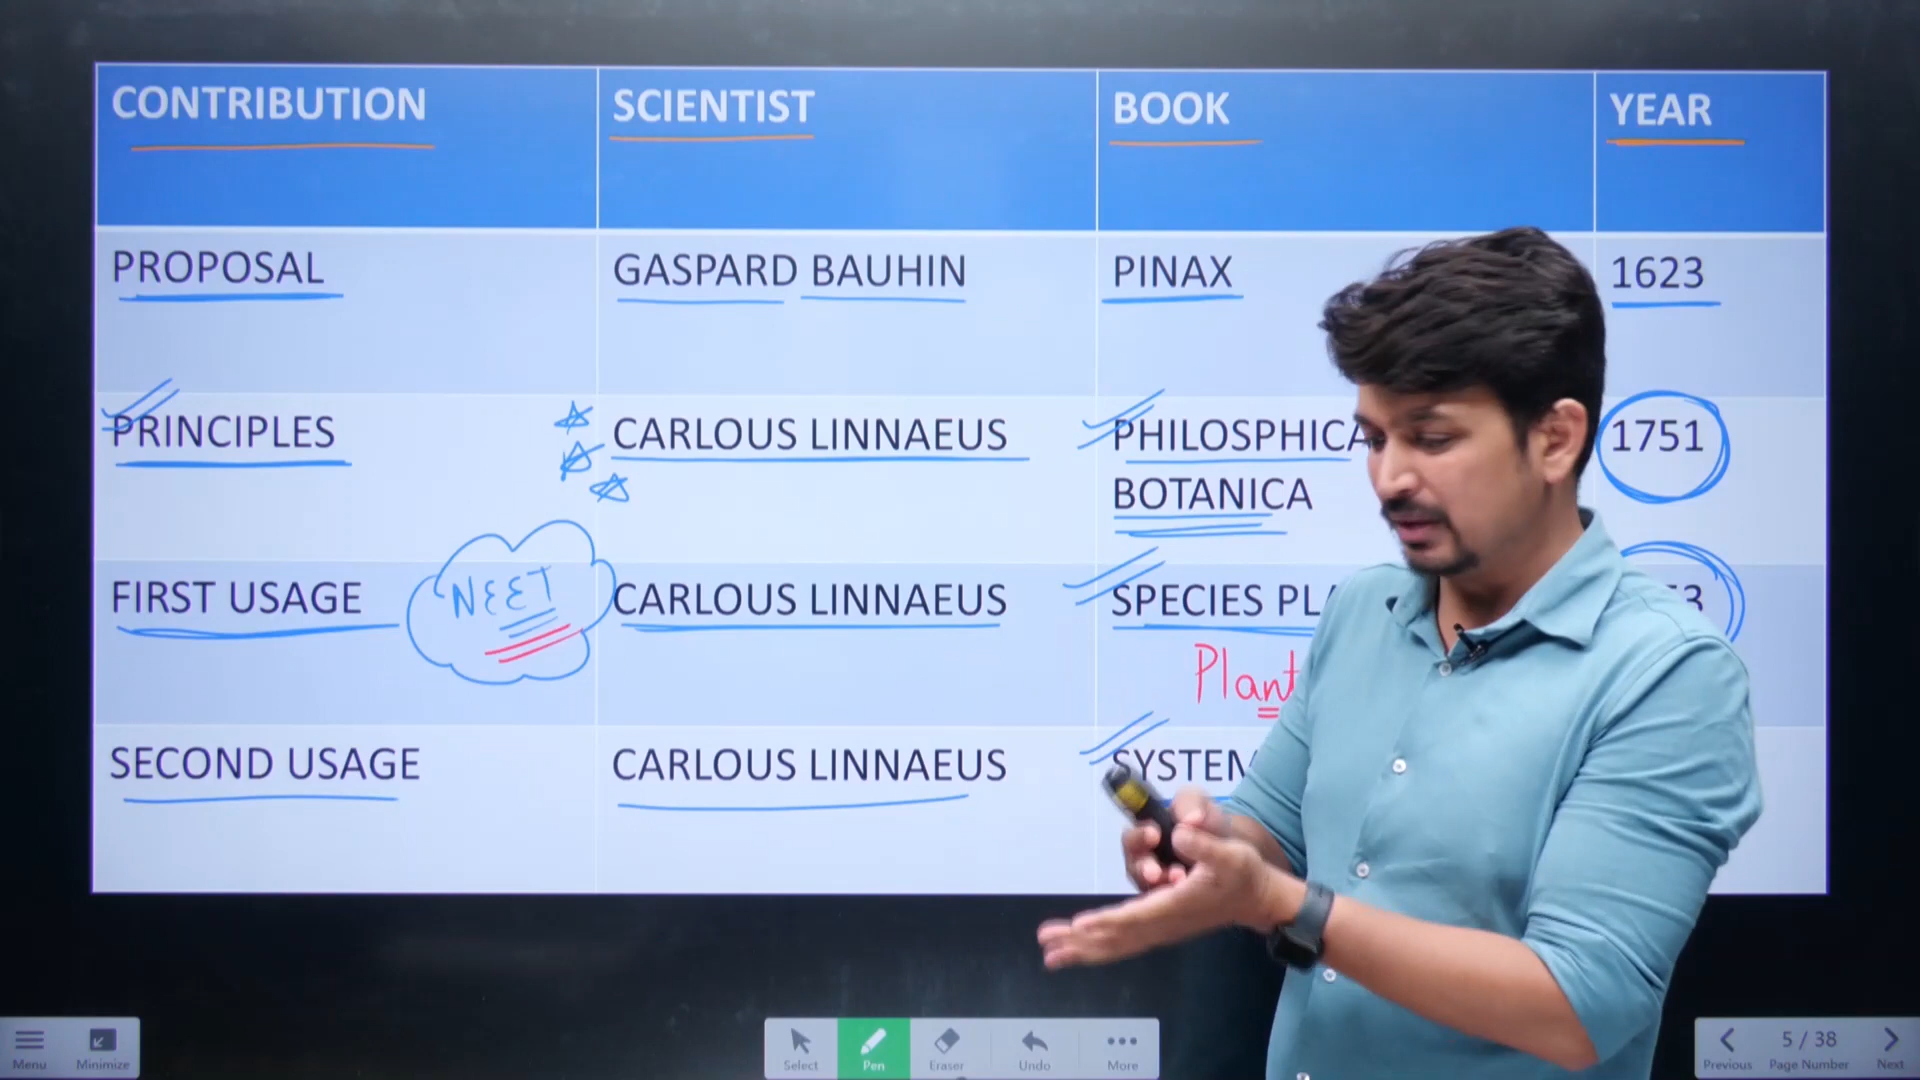 CONTRIBUTION SCIENTIST BOOK YEAR
PROPOSAL GASPARD BAUHIN PINAX 1623
PRINCIPLES CARLOUS LINNAEUS PHILOSPHICA 1751
BOTANICA
NEET
FIRST USAGE CARLOUS LINNAEUS SPECIES
Plant
SECOND USAGE CARLOUS LINNAEUS
Menu Minimize Select Pen Eraser Undo More Previous 5 / 38 Page Number Next